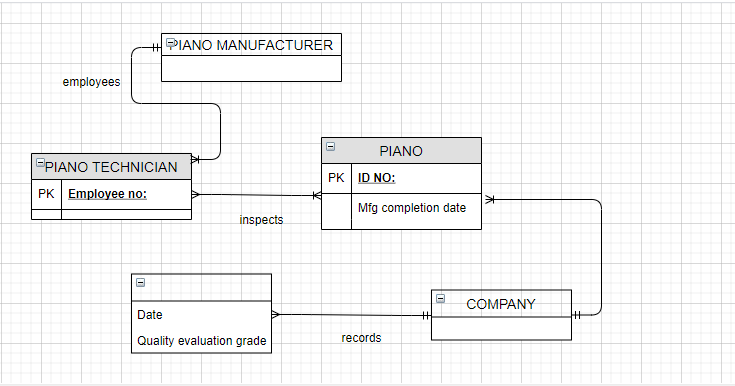 PIANO MANUFACTURER
employees
PIANO TECHNICIAN
PK Employee no:
PIANO
PK ID NO:
Mfg completion date
inspects
Date
Quality evaluation grade
COMPANY
records